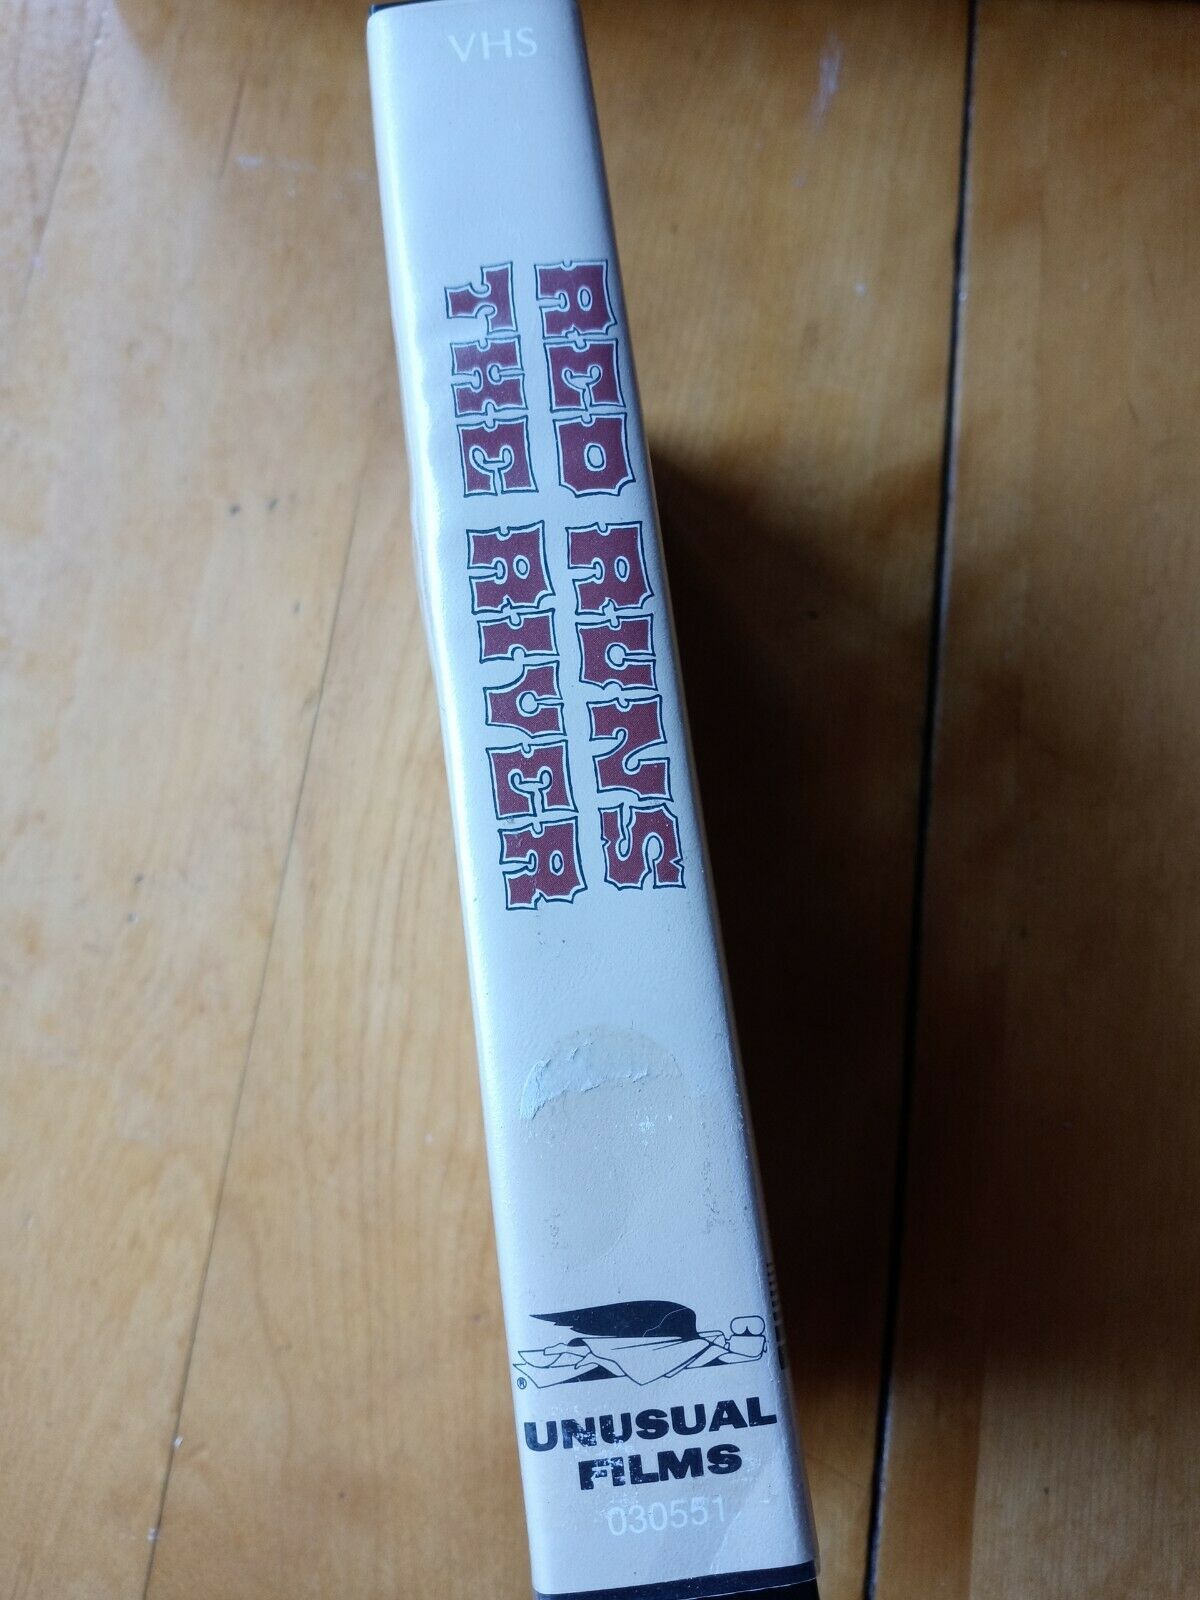 VHS
RED RUNS
THE RIVER
®
UNUSUAL
FILMS
030551